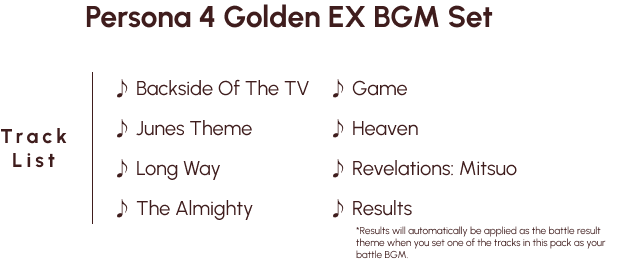 Persona 4 Golden EX BGM Set
Track
List
♪ Backside Of The TV
♪ Junes Theme
♪ Long Way
♪ The Almighty
♪ Game
♪ Heaven
♪ Revelations: Mitsuo
♪ Results
*Results will automatically be applied as the battle result
theme when you set one of the tracks in this pack as your
battle BGM.